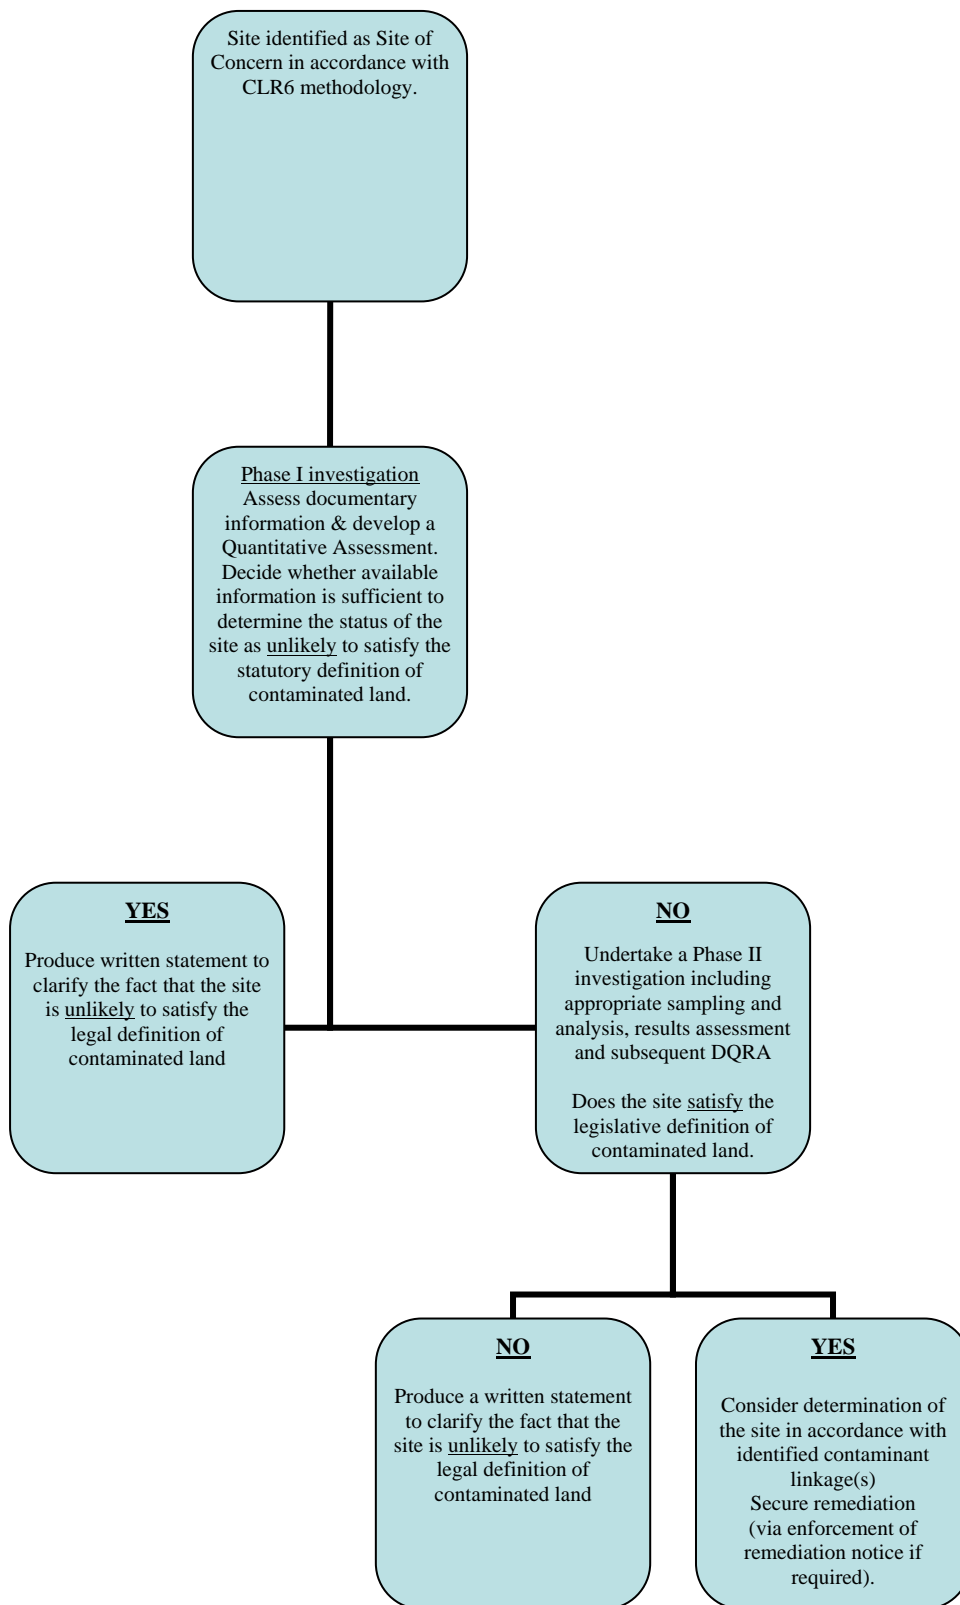 Site identified as Site of
Concern in accordance with
CLR6 methodology.
Phase I investigation
Assess documentary
information & develop a
Quantitative Assessment.
Decide whether available
information is sufficient to
determine the status of the
site as unlikely to satisfy the
statutory definition of
contaminated land.
YES
Produce written statement to
clarify the fact that the site
is unlikely to satisfy the
legal definition of
contaminated land
NO
Undertake a Phase II
investigation including
appropriate sampling and
analysis, results assessment
and subsequent DQRA
Does the site satisfy the
legislative definition of
contaminated land.
NO
Produce a written statement
to clarify the fact that the
site is unlikely to satisfy the
legal definition of
contaminated land
YES
Consider determination of
the site in accordance with
identified contaminant
linkage(s)
Secure remediation
(via enforcement of
remediation notice if
required).